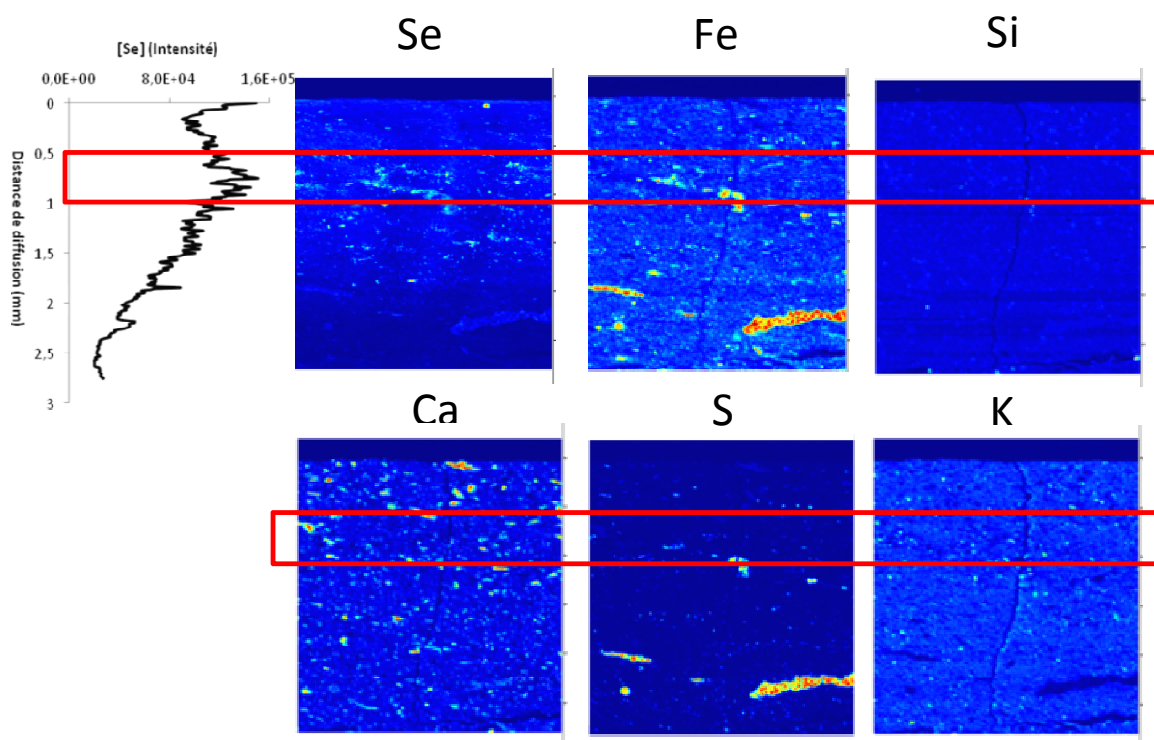 Se Fe Si
[Se] (Intensité)
0,0E+00 8,0E+04 1,6E+05
0
0,5
1
1,5
2
2,5
3
Distance de diffusion (mm)
Ca S K